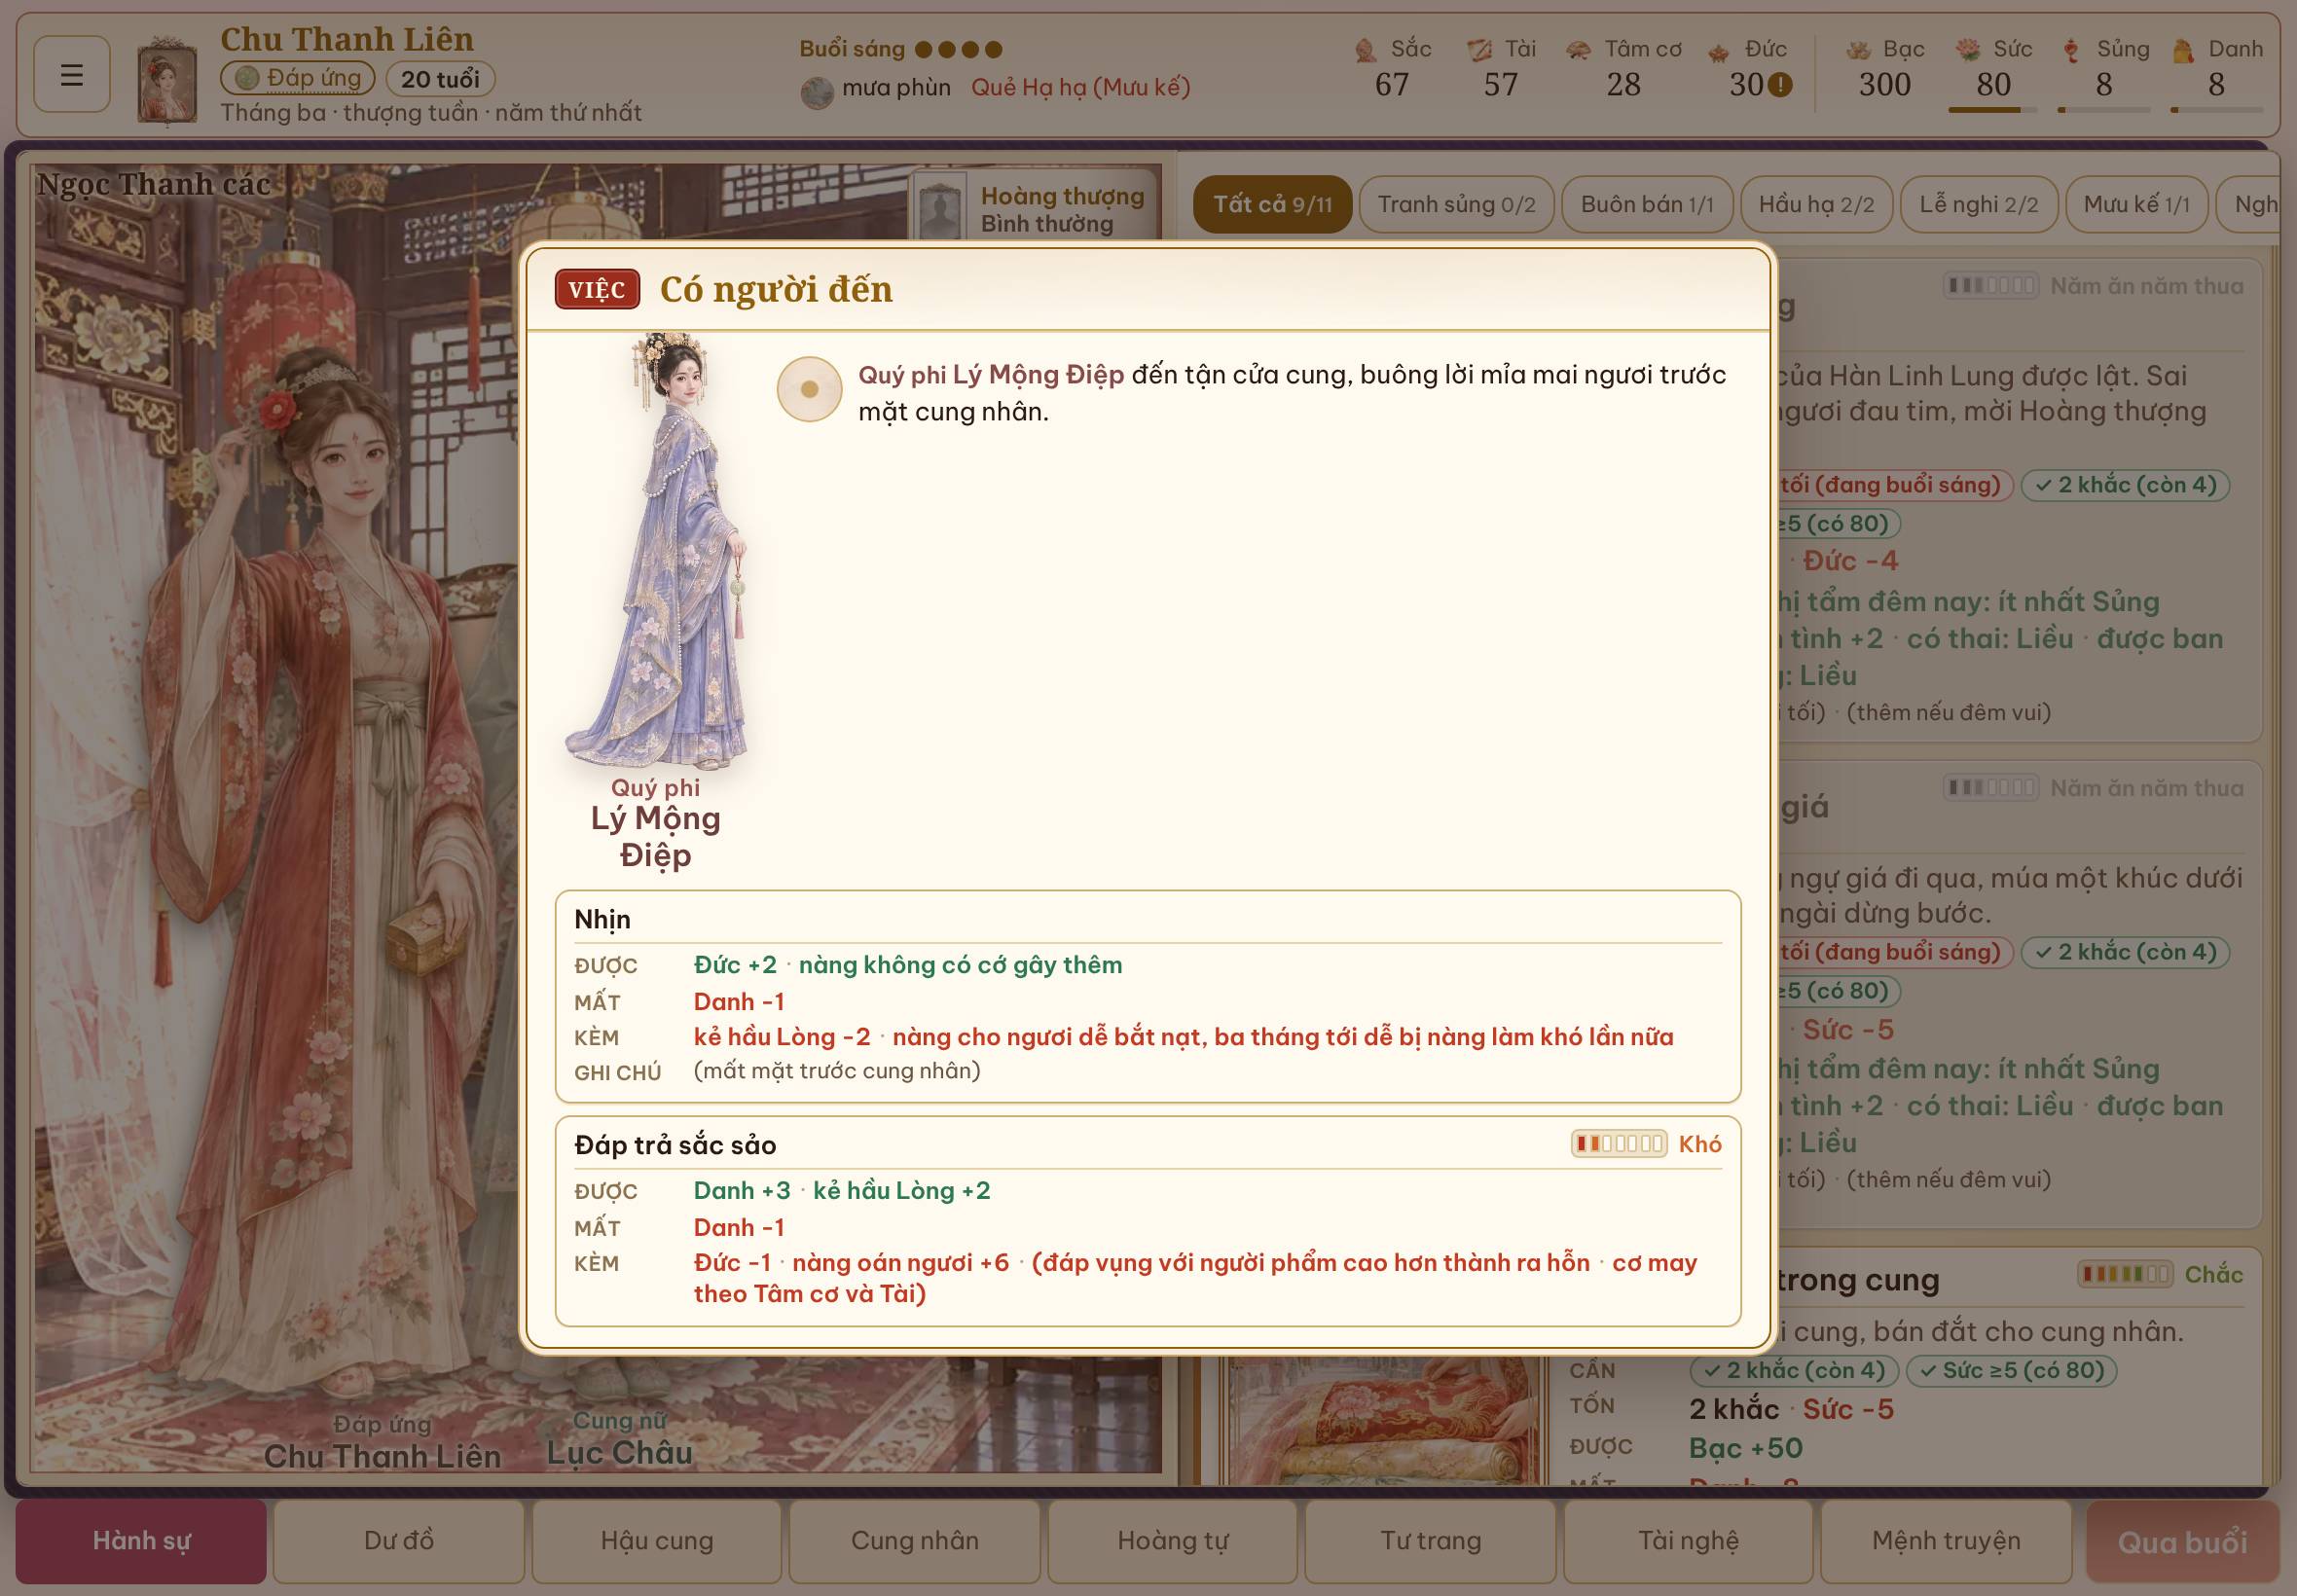 Chu Thanh Liên
Đáp ứng
20 tuổi
Tháng ba · thượng tuần · năm thứ nhất
Buổi sáng
mưa phùn Quẻ Hạ hạ (Mưu kế)
Sắc
67
Tài
57
Tâm cơ
28
Đức
30
Bạc
300
Sức
80
Sủng
8
Danh
8
Ngọc Thanh các
Hoàng thượng
Bình thường
Tất cả 9/11
Tranh sủng 0/2
Buôn bán 1/1
Hầu hạ 2/2
Lễ nghi 2/2
Mưu kế 1/1
VIỆC
Có người đến
Quý phi Lý Mộng Điệp đến tận cửa cung, buông lời mỉa mai ngươi trước
mặt cung nhân.
Quý phi
Lý Mộng
Điệp
Nhịn
ĐƯỢC Đức +2 · nàng không có cớ gây thêm
MẤT Danh -1
KÈM kẻ hầu Lòng -2 · nàng cho ngươi dễ bắt nạt, ba tháng tới dễ bị nàng làm khó lần nữa
GHI CHÚ (mất mặt trước cung nhân)
Đáp trả sắc sảo Khó
ĐƯỢC Danh +3 · kẻ hầu Lòng +2
MẤT Danh -1
KÈM Đức -1 · nàng oán ngươi +6 · (đáp vụng với người phẩm cao hơn thành ra hỗn · cơ may
theo Tâm cơ và Tài)
Năm ăn năm thua
của Hàn Linh Lung được lật. Sai
ngươi đau tim, mời Hoàng thượng
tối (đang buổi sáng) ✓ 2 khắc (còn 4)
≥5 (có 80)
· Đức -4
tẩm đêm nay: ít nhất Sủng
tình +2 · có thai: Liều · được ban
Liều
tối) · (thêm nếu đêm vui)
giá
Năm ăn năm thua
ngự giá đi qua, múa một khúc dưới
ngài dừng bước.
tối (đang buổi sáng) ✓ 2 khắc (còn 4)
≥5 (có 80)
· Sức -5
tẩm đêm nay: ít nhất Sủng
tình +2 · có thai: Liều · được ban
Liều
tối) · (thêm nếu đêm vui)
trong cung Chắc
cung, bán đắt cho cung nhân.
CẦN ✓ 2 khắc (còn 4) ✓ Sức ≥5 (có 80)
TỐN 2 khắc · Sức -5
ĐƯỢC Bạc +50
Đáp ứng
Chu Thanh Liên
Cung nữ
Lục Châu
Hành sự
Dư đồ
Hậu cung
Cung nhân
Hoàng tự
Tư trang
Tài nghệ
Mệnh truyện
Qua buổi